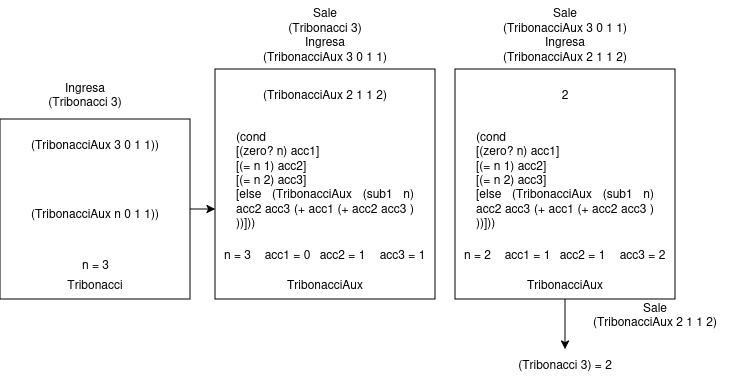 Ingresa
(Tribonacci 3)
(TribonacciAux 3 0 1 1))
(TribonacciAux n 0 1 1))
n = 3
Tribonacci
Sale
(Tribonacci 3)
Ingresa
(TribonacciAux 3 0 1 1)
(TribonacciAux 2 1 1 2)
(cond
[(zero? n) acc1]
[(= n 1) acc2]
[(= n 2) acc3]
[else (TribonacciAux (sub1 n)
acc2 acc3 (+ acc1 (+ acc2 acc3 )
))]))
n = 3 acc1 = 0 acc2 = 1 acc3 = 1
TribonacciAux
Sale
(TribonacciAux 3 0 1 1)
Ingresa
(TribonacciAux 2 1 1 2)
2
(cond
[(zero? n) acc1]
[(= n 1) acc2]
[(= n 2) acc3]
[else (TribonacciAux (sub1 n)
acc2 acc3 (+ acc1 (+ acc2 acc3 )
))]))
n = 2 acc1 = 1 acc2 = 1 acc3 = 2
TribonacciAux
Sale
(TribonacciAux 2 1 1 2)
(Tribonacci 3) = 2